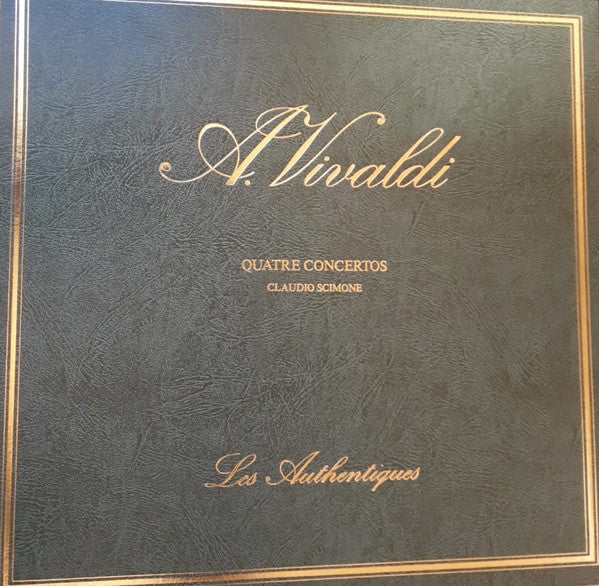 A. Vivaldi
QUATRE CONCERTOS
CLAUDIO SCIMONE
Les Authentiques